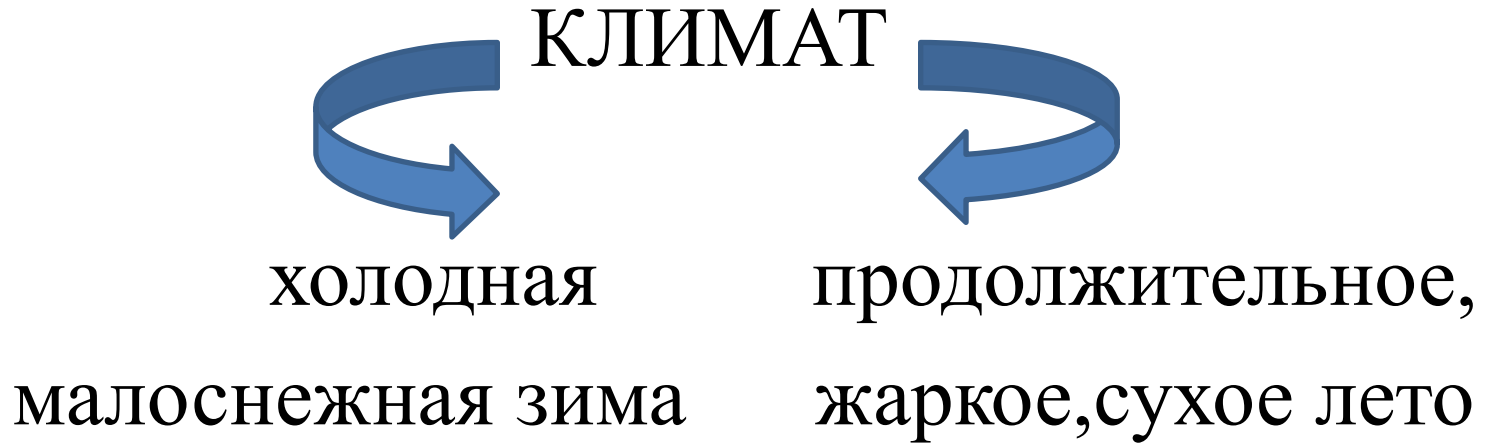 КЛИМАТ
холодная
малоснежная зима
продолжительное,
жаркое,сухое лето